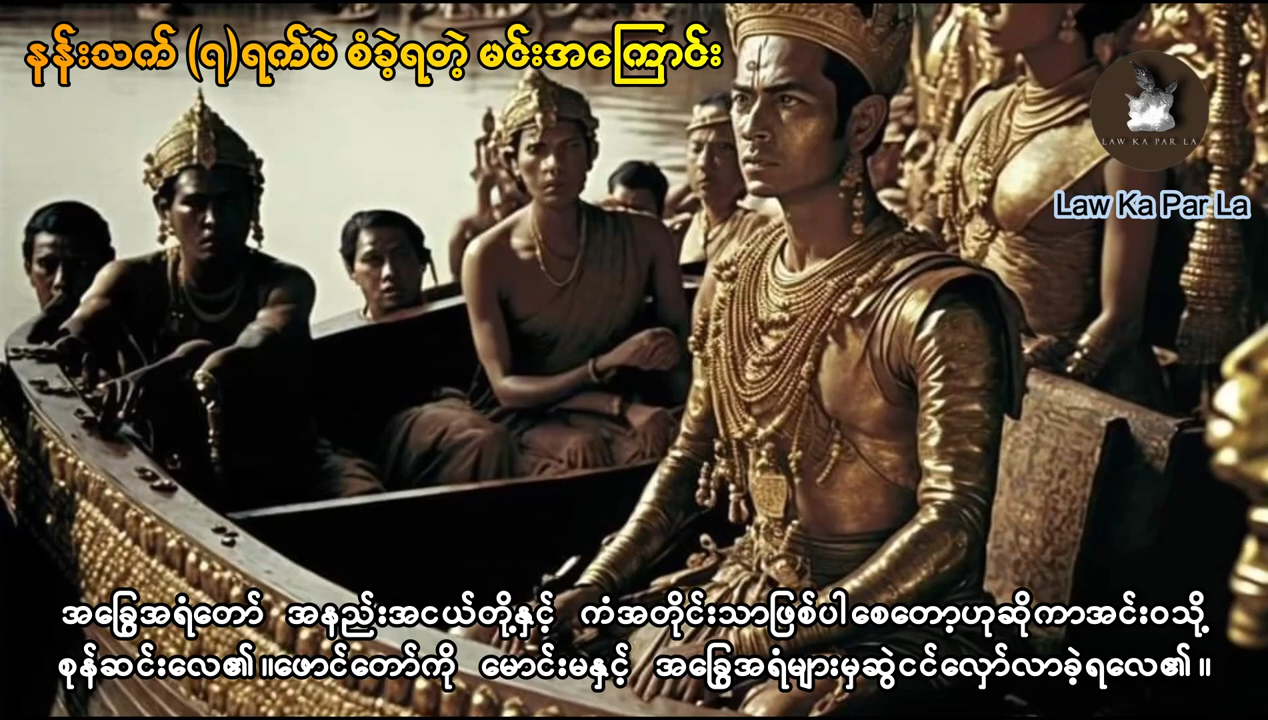 နန်းသက် (၇)ရက်ပဲ စံခဲ့ရတဲ့ မင်းအကြောင်း
LAW KA PAR LA
Law Ka Par La
အခြွေအရံတော် အနည်းအငယ်တို့နှင့် ကံအတိုင်းသာဖြစ်ပါစေတော့ဟုဆိုကာအင်းဝသို့
စုန်ဆင်းလေ၏။ဖောင်တော်ကို မောင်းမနှင့် အခြွေအရံများမှဆွဲငင်လှော်လာခဲ့ရလေ၏။